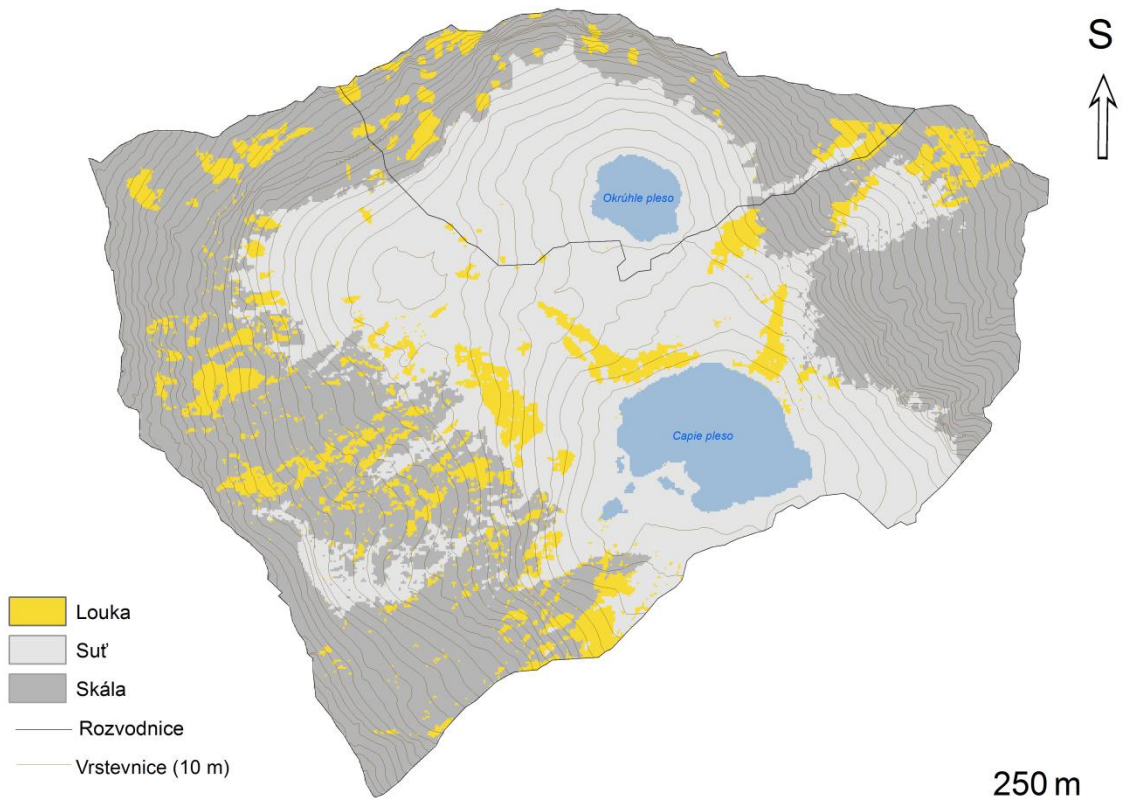 S
Okrúhle pleso
Capie pleso
Louka
Suť
Skála
Rozvodnice
Vrstevnice (10 m)
250 m